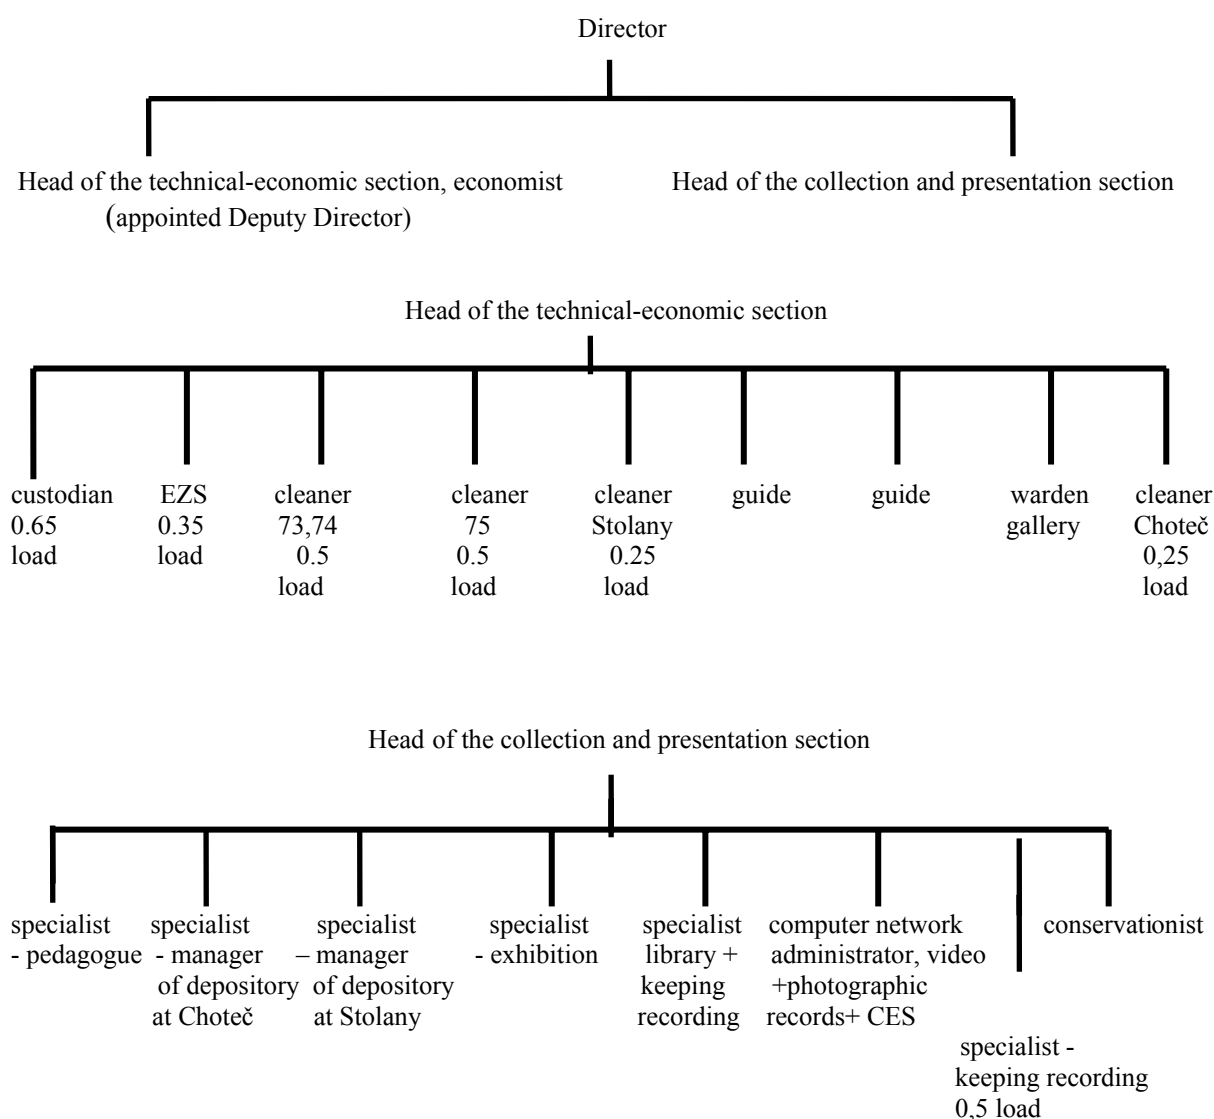 Director
Head of the technical-economic section, economist
(appointed Deputy Director)
Head of the collection and presentation section
Head of the technical-economic section
custodian
0.65
load
EZS
0.35
load
cleaner
73,74
0.5
load
cleaner
75
0.5
load
cleaner
Stolany
0.25
load
guide
guide
warden
gallery
cleaner
Choteč
0,25
load
Head of the collection and presentation section
specialist
- pedagogue
specialist
- manager
of depository
at Choteč
specialist
– manager
of depository
at Stolany
specialist
- exhibition
specialist
library +
keeping
recording
computer network
administrator, video
+photographic
records+ CES
specialist -
keeping recording
0,5 load
conservationist